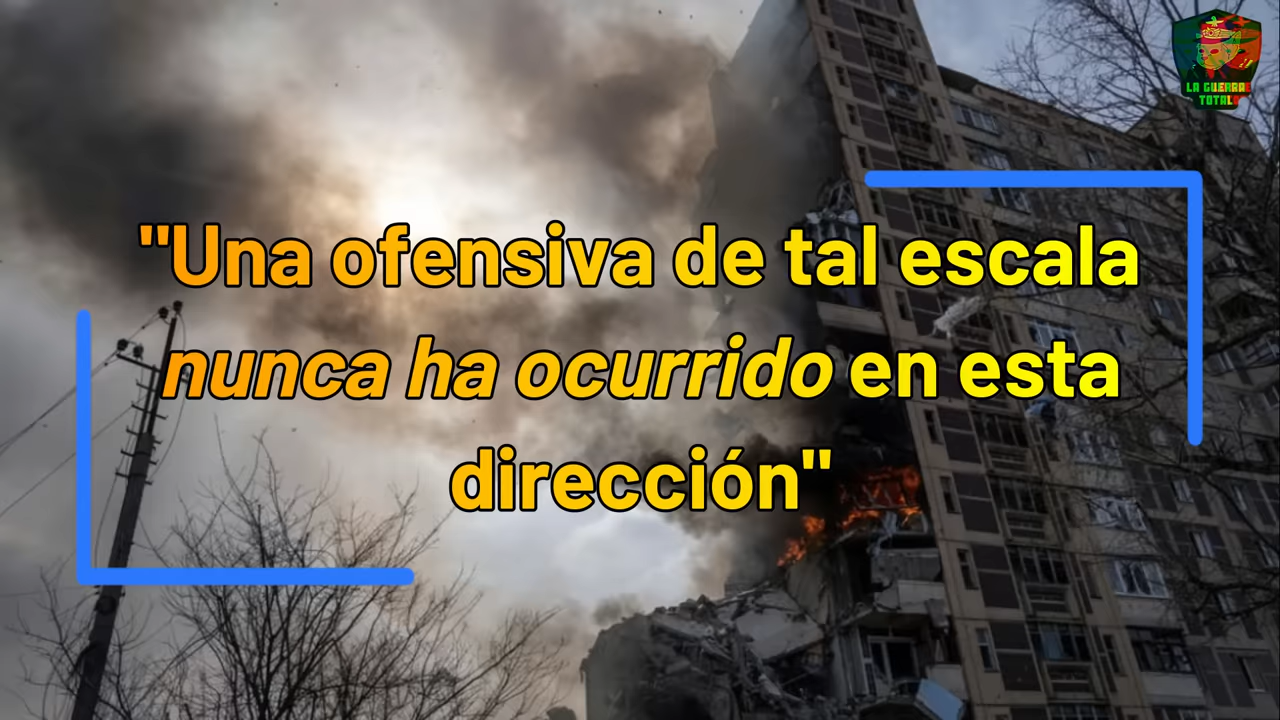 LA GUERRA
TOTAL
"Una ofensiva de tal escala
nunca ha ocurrido en esta
dirección"